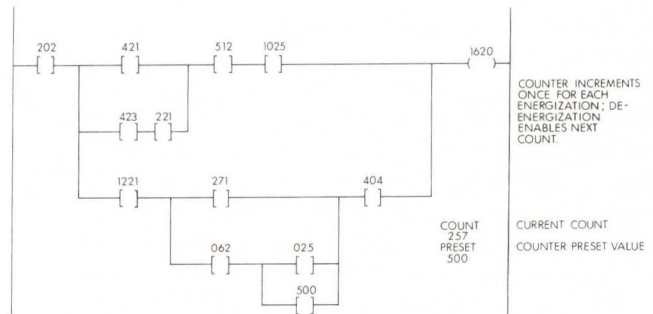 202 421 512 1025 1620
COUNTER INCREMENTS
ONCE FOR EACH
ENERGIZATION; DE-
ENERGIZATION
ENABLES NEXT
COUNT.
423 221
1221 271 404
COUNT
257
PRESET
500
CURRENT COUNT
COUNTER PRESET VALUE
062 025
500